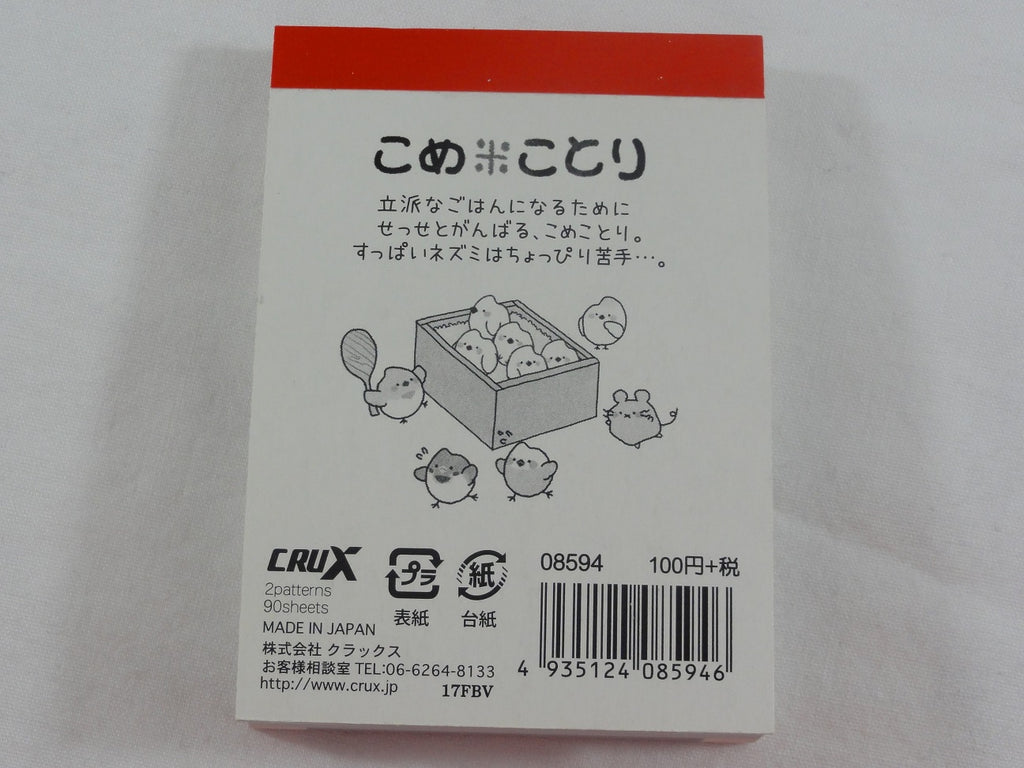 こめ米ことり
立派なごはんになるために
せっせとがんばる、こめことり。
すっぱいネズミはちょっぴり苦手…。
CRUX
2patterns
90sheets
MADE IN JAPAN
株式会社 クラックス
お客様相談室 TEL:06-6264-8133
http://www.crux.jp
17FBV
プラ
表紙
紙
台紙
08594
100円+税
4 935124 085946